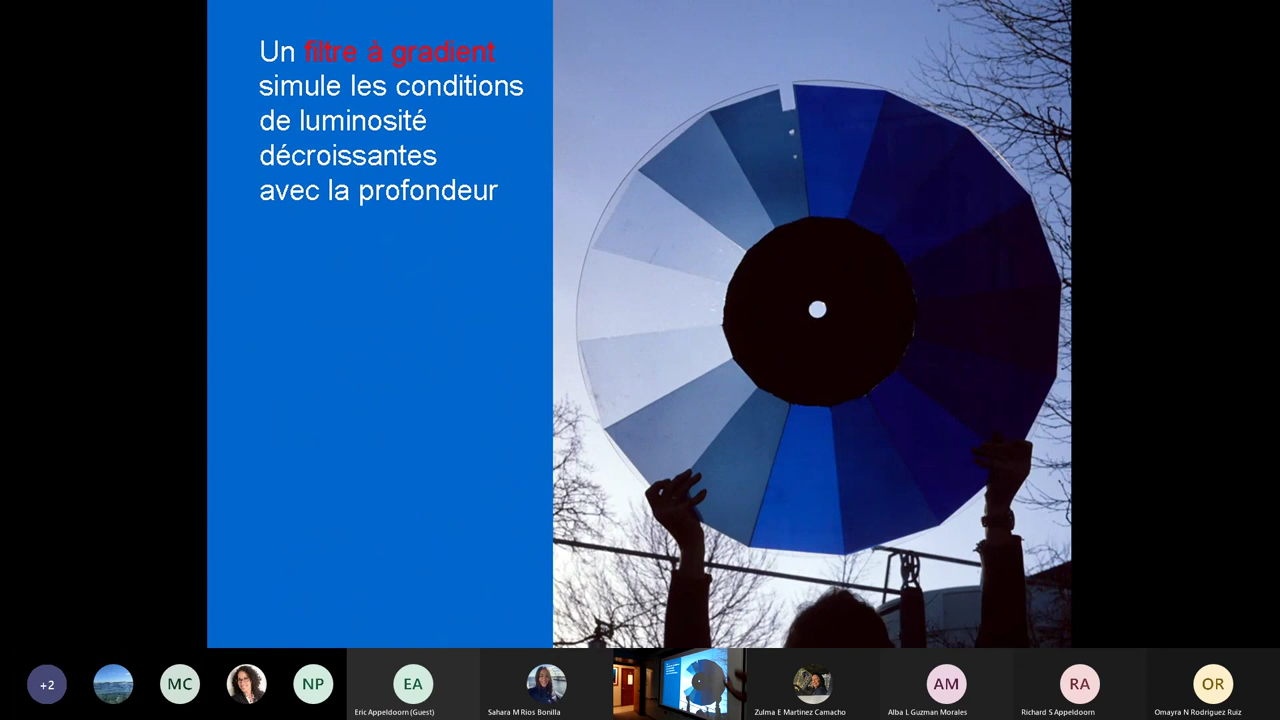 Un filtre à gradient
simule les conditions
de luminosité
décroissantes
avec la profondeur
+2
MC
NP
EA
AM
RA
OR
Eric Appeldoorn (Guest)
Sahara M Rios Bonilla
Zulma E Martinez Camacho
Alba L Guzman Morales
Richard S Appeldoorn
Omayra N Rodriguez Ruiz